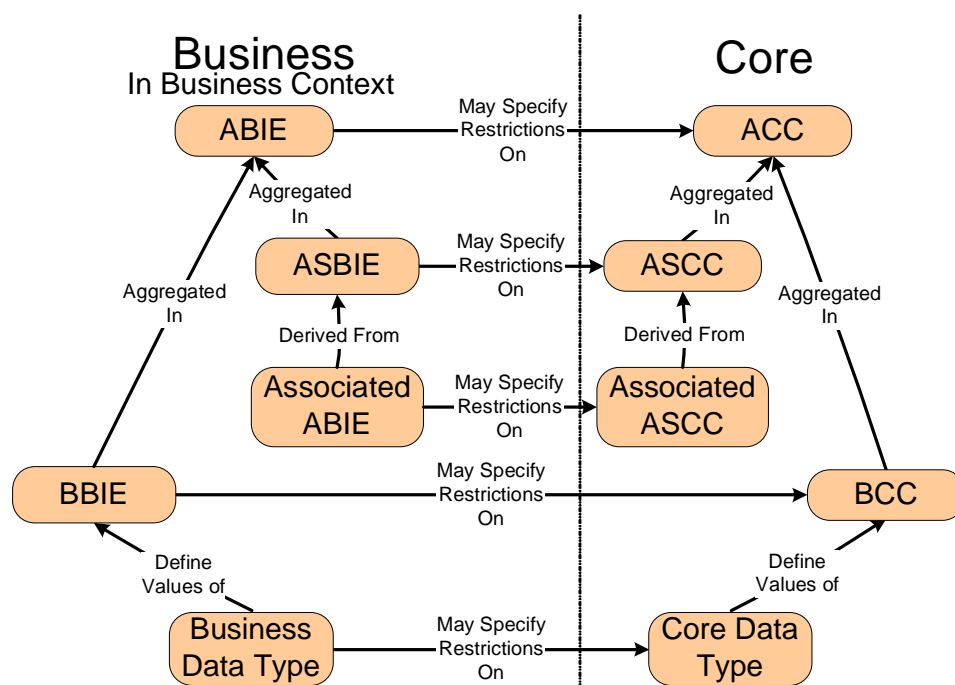 Business
In Business Context
Core
ABIE
May Specify
Restrictions
On
ACC
Aggregated
In
Aggregated
In
ASBIE
May Specify
Restrictions
On
ASCC
Aggregated
In
Aggregated
In
Derived From
Derived From
Associated
ABIE
May Specify
Restrictions
On
Associated
ASCC
BBIE
May Specify
Restrictions
On
BCC
Define
Values of
Define
Values of
Business
Data Type
May Specify
Restrictions
On
Core Data
Type